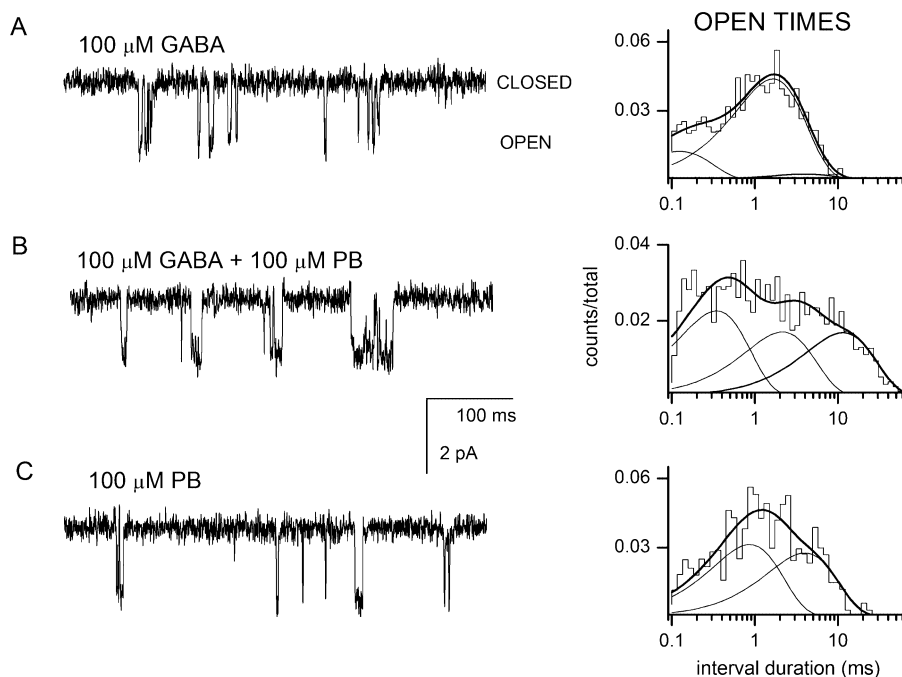 A
100 μM GABA
CLOSED
OPEN
OPEN TIMES
0.06
0.03
0.1 1 10
B
100 μM GABA + 100 μM PB
100 ms
2 pA
counts/total
0.04
0.02
0.1 1 10
C
100 μM PB
0.06
0.03
0.1 1 10
interval duration (ms)